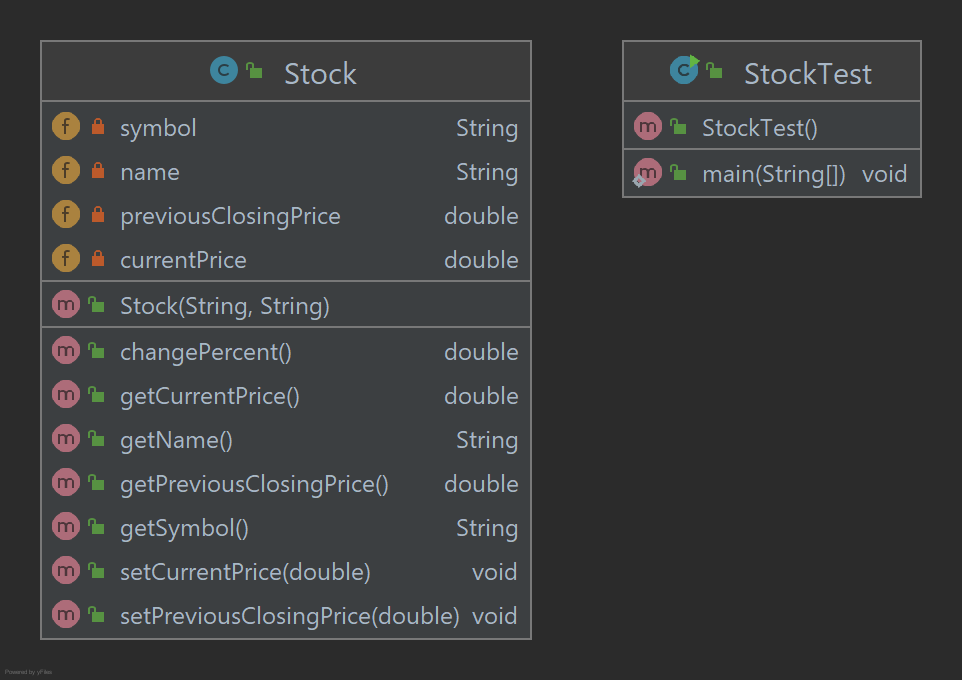 Stock
symbol String
name String
previousClosingPrice double
currentPrice double
Stock(String, String)
changePercent() double
getCurrentPrice() double
getName() String
getPreviousClosingPrice() double
getSymbol() String
setCurrentPrice(double) void
setPreviousClosingPrice(double) void
StockTest
StockTest()
main(String[]) void
Powered by yFiles